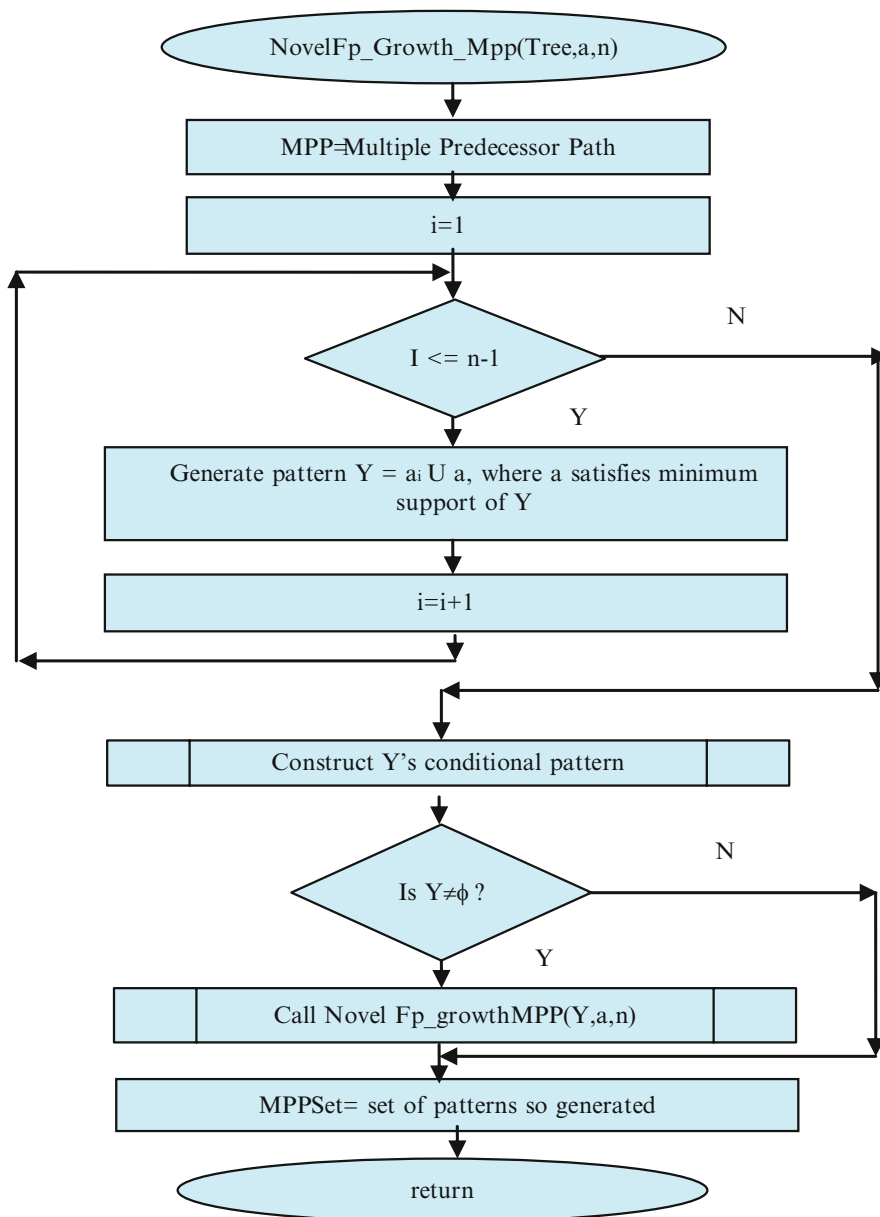 NovelFp_Growth_Mpp(Tree,a,n)
MPP=Multiple Predecessor Path
i=1
N
I <= n-1
Y
Generate pattern Y = ai U a, where a satisfies minimum
support of Y
i=i+1
Construct Y’s conditional pattern
N
Is Y≠ϕ ?
Y
Call Novel Fp_growthMPP(Y,a,n)
MPPSet= set of patterns so generated
return